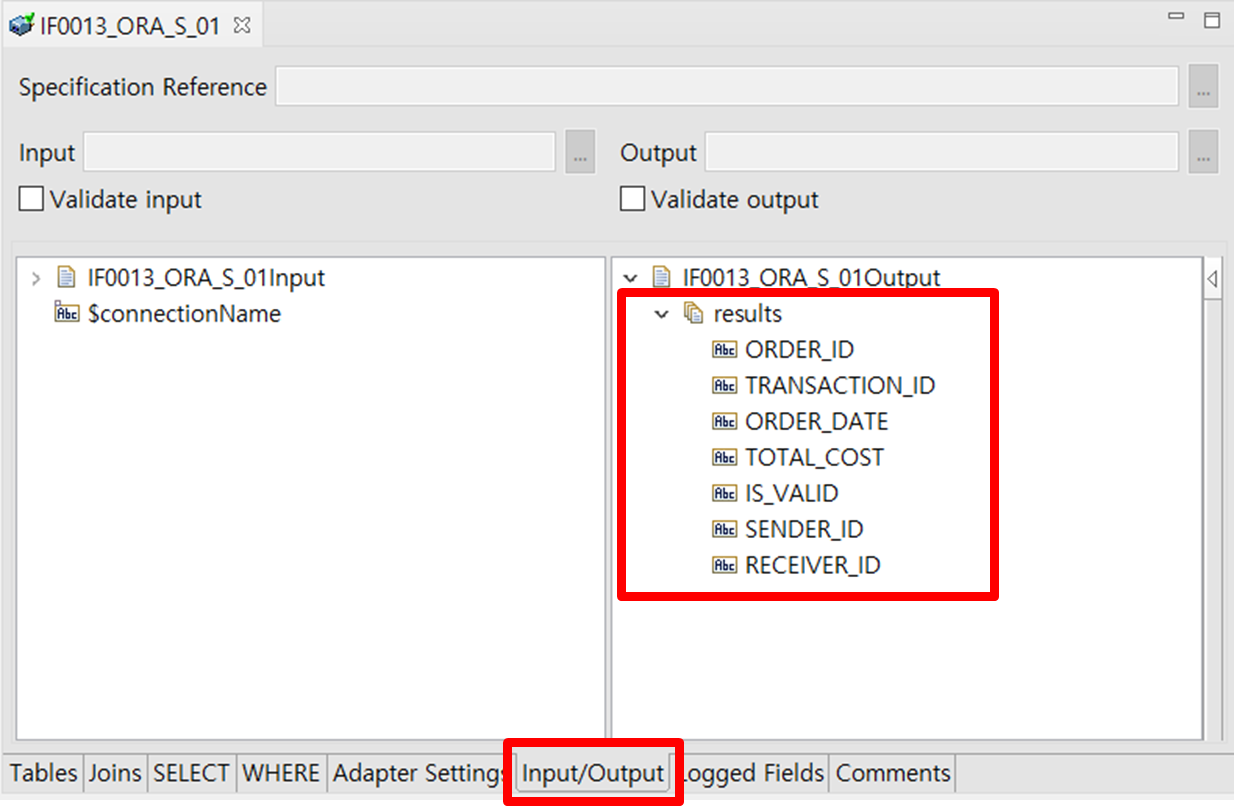 IF0013_ORA_S_01
Specification Reference ...
Input ... Output ...
Validate input Validate output
IF0013_ORA_S_01Input
$connectionName
IF0013_ORA_S_01Output
results
Abc ORDER_ID
Abc TRANSACTION_ID
Abc ORDER_DATE
Abc TOTAL_COST
Abc IS_VALID
Abc SENDER_ID
Abc RECEIVER_ID
Tables Joins SELECT WHERE Adapter Settings Input/Output Logged Fields Comments